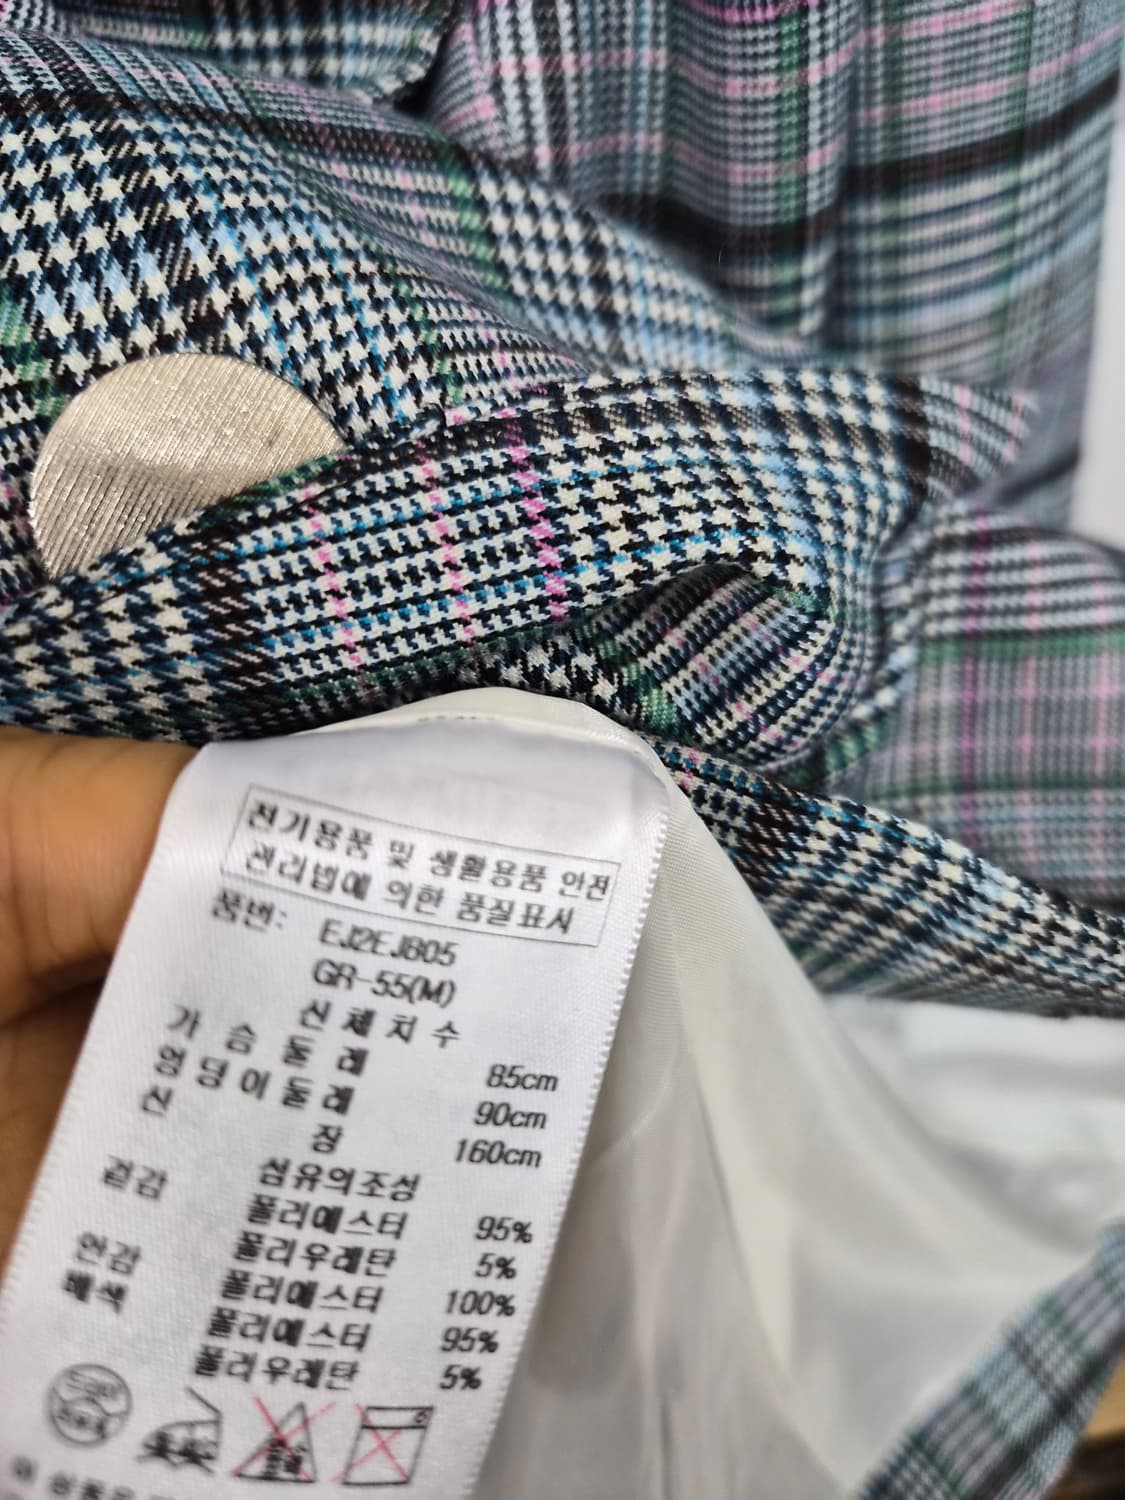 전기용품 및 생활용품 안전
관리법에 의한 품질표시
품번: EJ2EJB05
GR-55(M)
신체치수
가슴둘레 85cm
엉덩이둘레 90cm
신장 160cm
섬유의조성
겉감 폴리에스터 95%
폴리우레탄 5%
안감 폴리에스터 100%
배색 폴리에스터 95%
폴리우레탄 5%